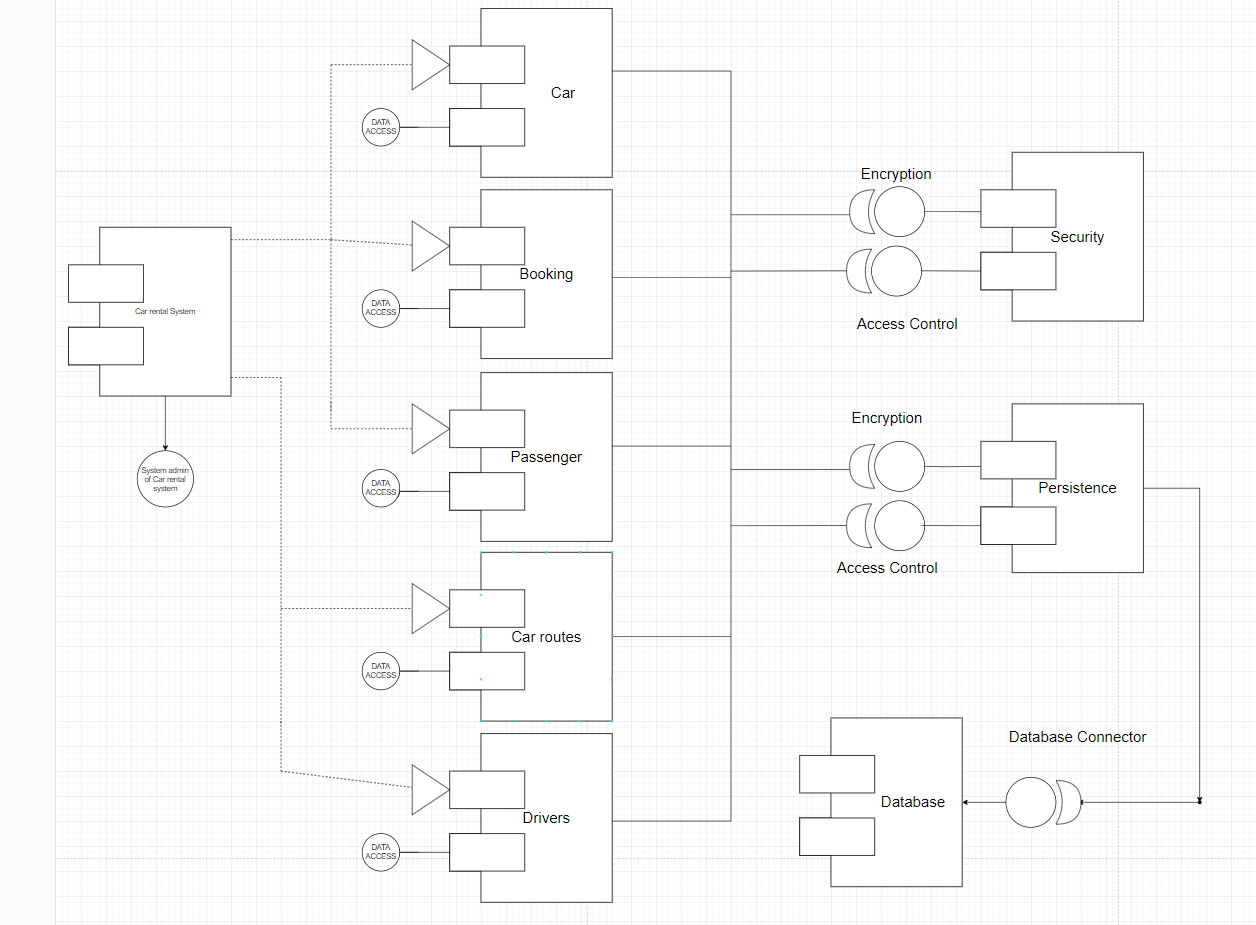 Car
DATA
ACCESS
Encryption
Security
Access Control
Booking
DATA
ACCESS
Car rental System
Passenger
DATA
ACCESS
System admin
of Car rental
system
Encryption
Persistence
Access Control
Car routes
DATA
ACCESS
Database Connector
Database
Drivers
DATA
ACCESS